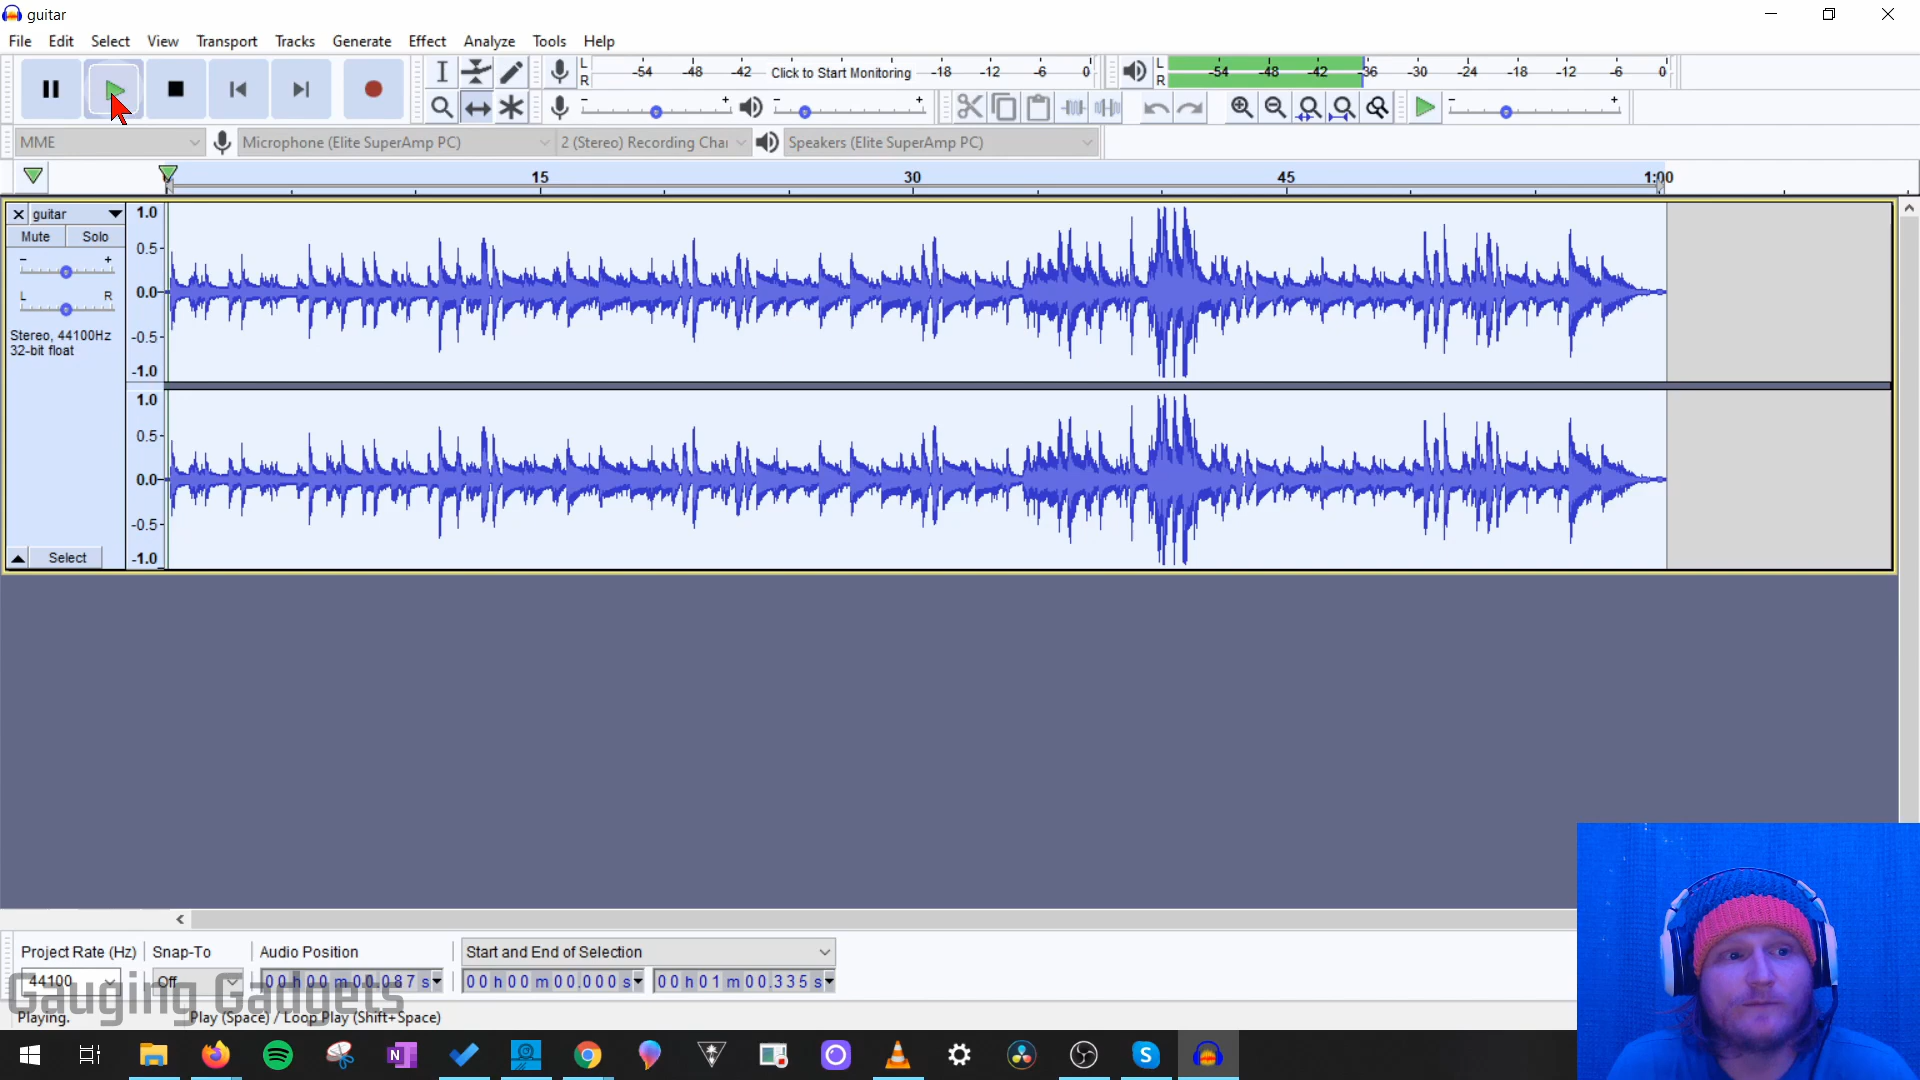 guitar
File Edit Select View Transport Tracks Generate Effect Analyze Tools Help
L R -54 -48 -42 Click to Start Monitoring -18 -12 -6 0
L R -54 -48 -42 -36 -30 -24 -18 -12 -6 0
MME Microphone (Elite SuperAmp PC) 2 (Stereo) Recording Chai Speakers (Elite SuperAmp PC)
15 30 45 1:00
guitar
Mute Solo
- +
L R
Stereo, 44100Hz
32-bit float
Select
1.0
0.5
0.0
-0.5
-1.0
1.0
0.5
0.0
-0.5
-1.0
Project Rate (Hz) Snap-To Audio Position Start and End of Selection
44100 Off 00 h 00 m 00.087 s 00 h 00 m 00.000 s 00 h 01 m 00.335 s
Gauging Gadgets
Playing. Play (Space) / Loop Play (Shift+Space)